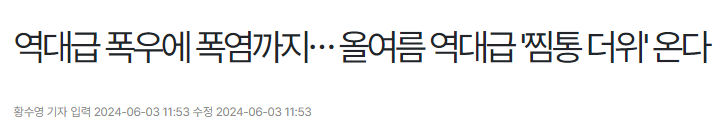 역대급 폭우에 폭염까지… 올여름 역대급 '찜통 더위' 온다
황수영 기자 입력 2024-06-03 11:53 수정 2024-06-03 11:53